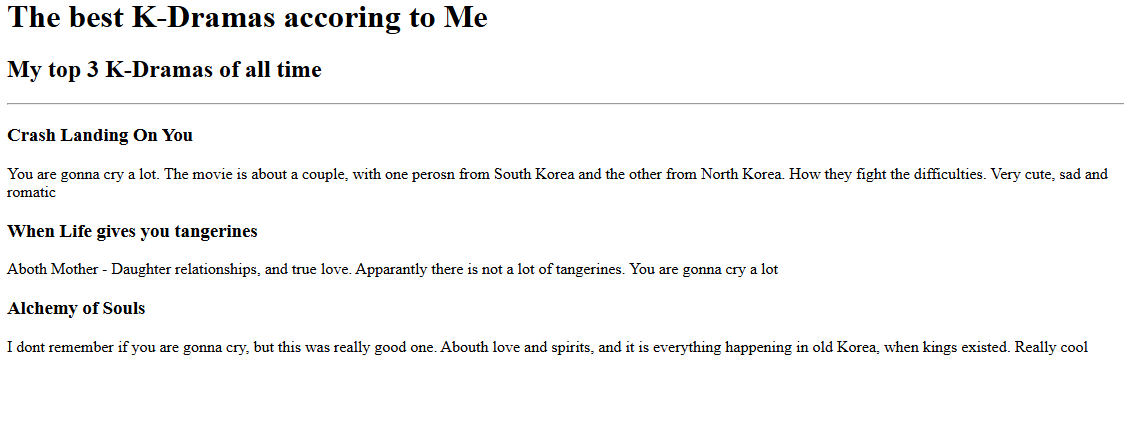 The best K-Dramas accoring to Me
My top 3 K-Dramas of all time
Crash Landing On You
You are gonna cry a lot. The movie is about a couple, with one perosn from South Korea and the other from North Korea. How they fight the difficulties. Very cute, sad and
romatic
When Life gives you tangerines
Aboth Mother - Daughter relationships, and true love. Apparantly there is not a lot of tangerines. You are gonna cry a lot
Alchemy of Souls
I dont remember if you are gonna cry, but this was really good one. Abouth love and spirits, and it is everything happening in old Korea, when kings existed. Really cool